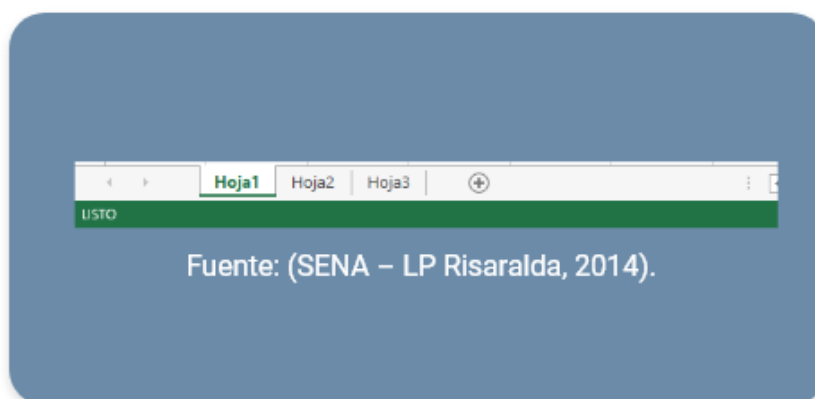 Hoja1 Hoja2 Hoja3
LISTO
Fuente: (SENA – LP Risaralda, 2014).